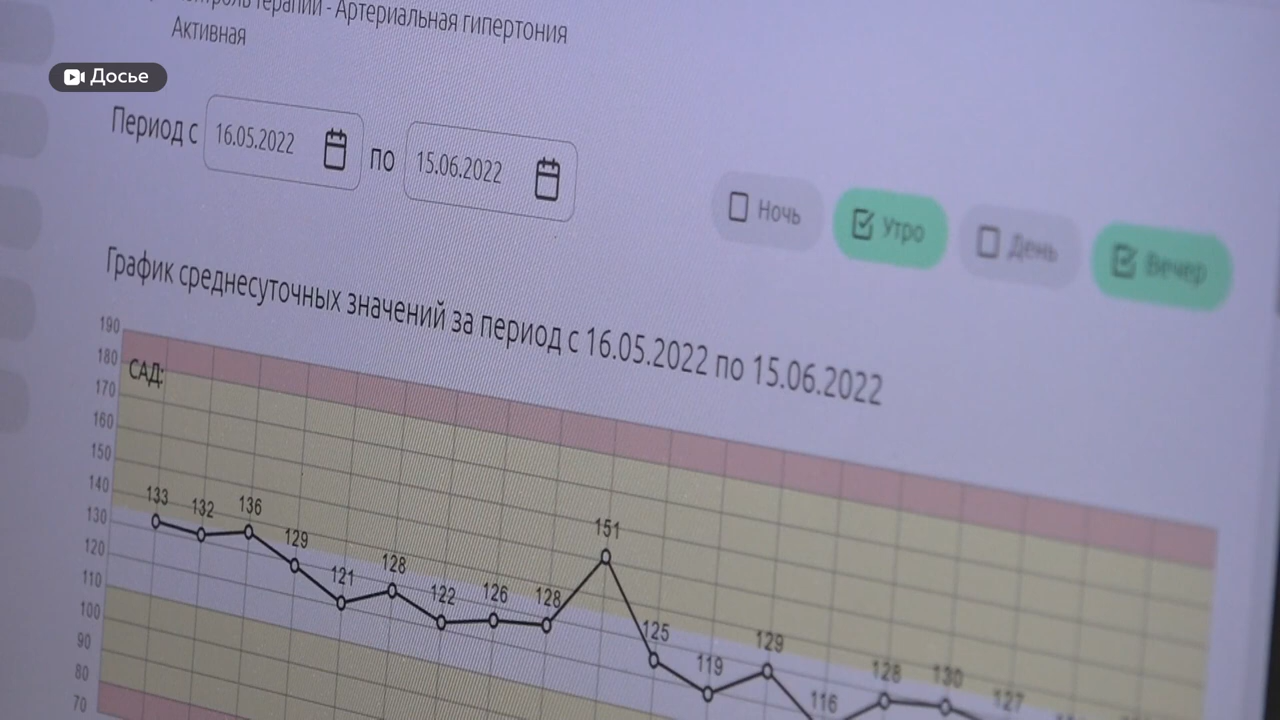 терапии - Артериальная гипертония
Активная
Досье
Период с 16.05.2022 по 15.06.2022
Ночь Утро День Вечер
График среднесуточных значений за период с 16.05.2022 по 15.06.2022
190
180
САД:
170
160
150
140
130
120
110
100
90
80
70
133 132 136 129 121 128 122 126 128 151 125 119 129 116 128 130 127